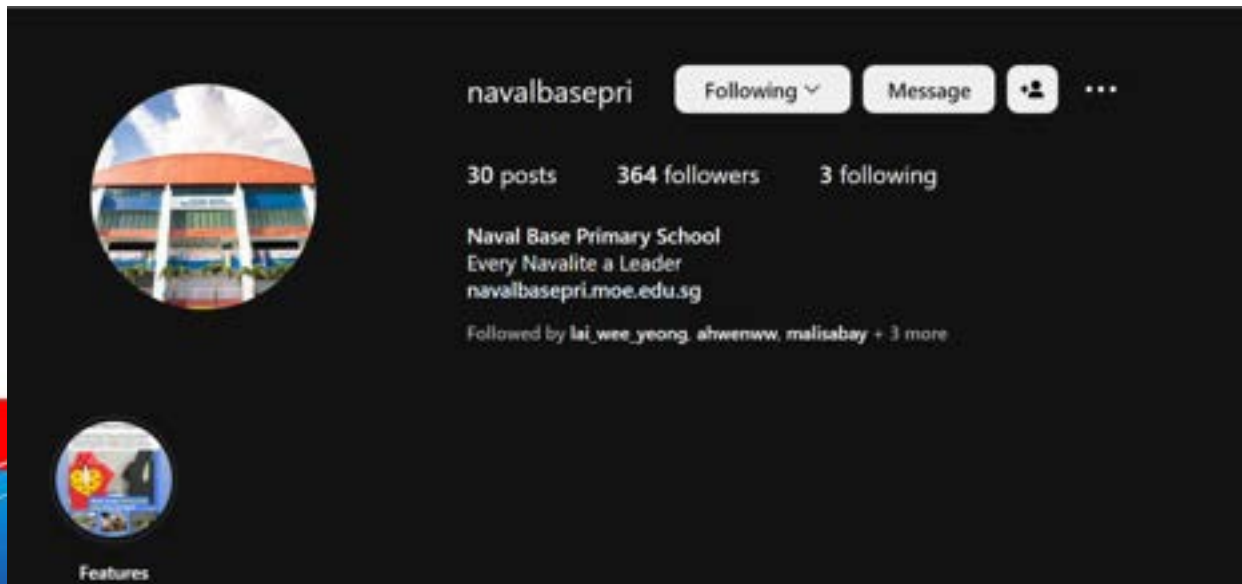 navalbasepri Following Message
30 posts 364 followers 3 following
Naval Base Primary School
Every Navalite a Leader
navalbasepri.moe.edu.sg
Followed by lai_wee_yeong, ahwenww, malisabay + 3 more
Features